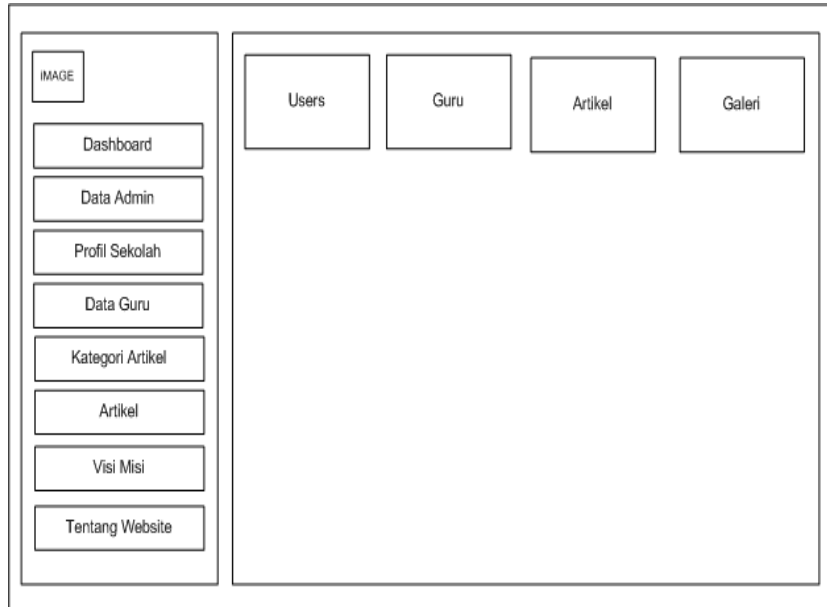 iMAGE
Dashboard
Data Admin
Profil Sekolah
Data Guru
Kategori Artikel
Artikel
Visi Misi
Tentang Website
Users
Guru
Artikel
Galeri